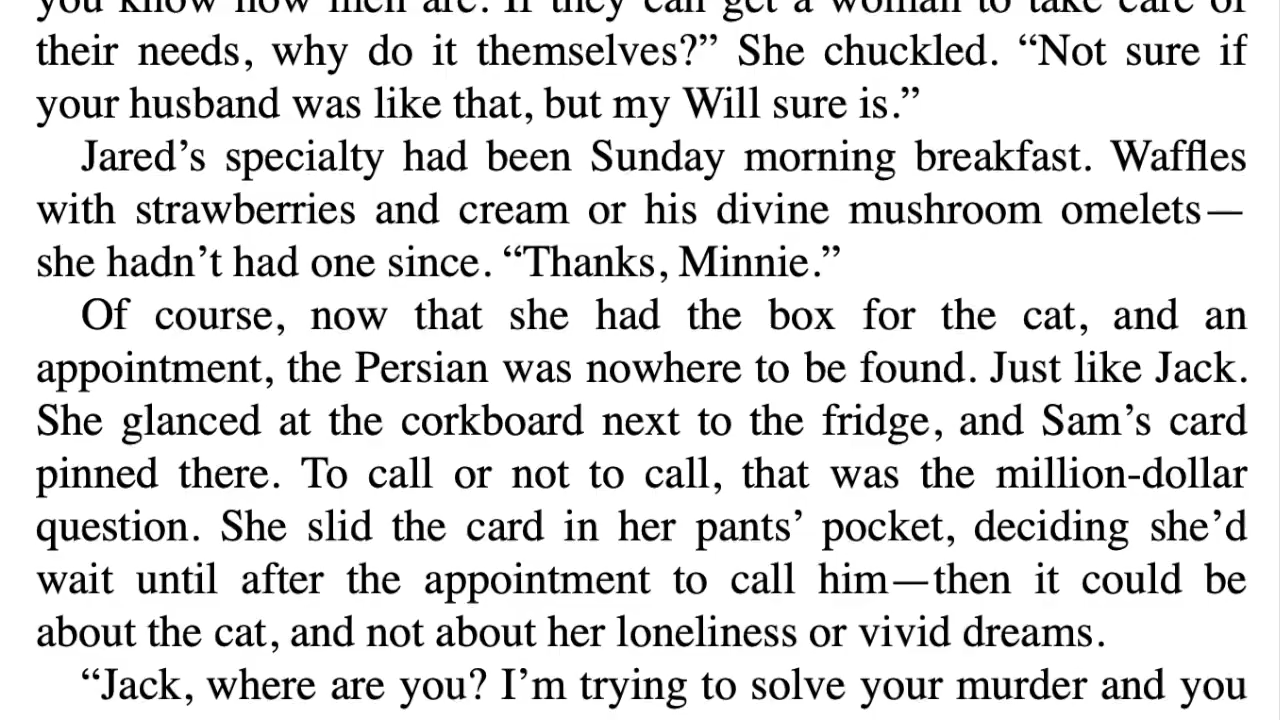 you know how men are. If they can get a woman to take care of
their needs, why do it themselves?” She chuckled. “Not sure if
your husband was like that, but my Will sure is.”
Jared’s specialty had been Sunday morning breakfast. Waffles
with strawberries and cream or his divine mushroom omelets—
she hadn’t had one since. “Thanks, Minnie.”
Of course, now that she had the box for the cat, and an
appointment, the Persian was nowhere to be found. Just like Jack.
She glanced at the corkboard next to the fridge, and Sam’s card
pinned there. To call or not to call, that was the million-dollar
question. She slid the card in her pants’ pocket, deciding she’d
wait until after the appointment to call him—then it could be
about the cat, and not about her loneliness or vivid dreams.
“Jack, where are you? I’m trying to solve your murder and you